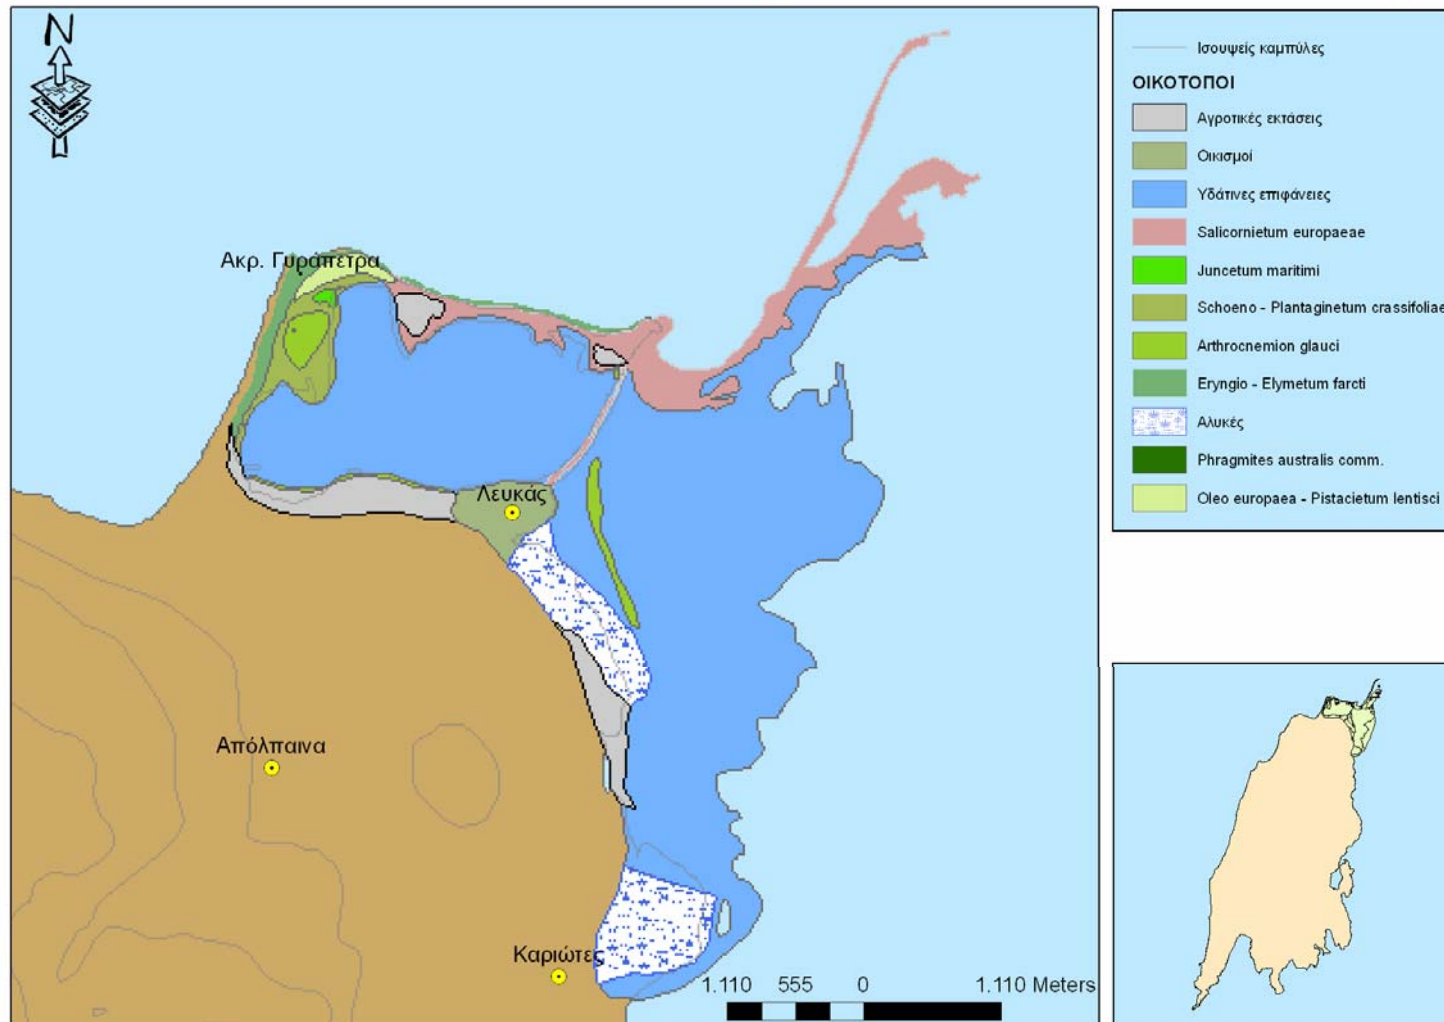 N
Ακρ. Γυράπετρα
Λευκάς
Απόλπαινα
Καριώτες
1.110 555 0 1.110 Meters
Ισουψείς καμπύλες
ΟΙΚΟΤΟΠΟΙ
Αγροτικές εκτάσεις
Οικισμοί
Υδάτινες επιφάνειες
Salicornietum europaeae
Juncetum maritimi
Schoeno - Plantaginetum crassifoliae
Arthrocnemion glauci
Eryngio - Elymetum farcti
Αλυκές
Phragmites australis comm.
Oleo europaea - Pistacietum lentisci